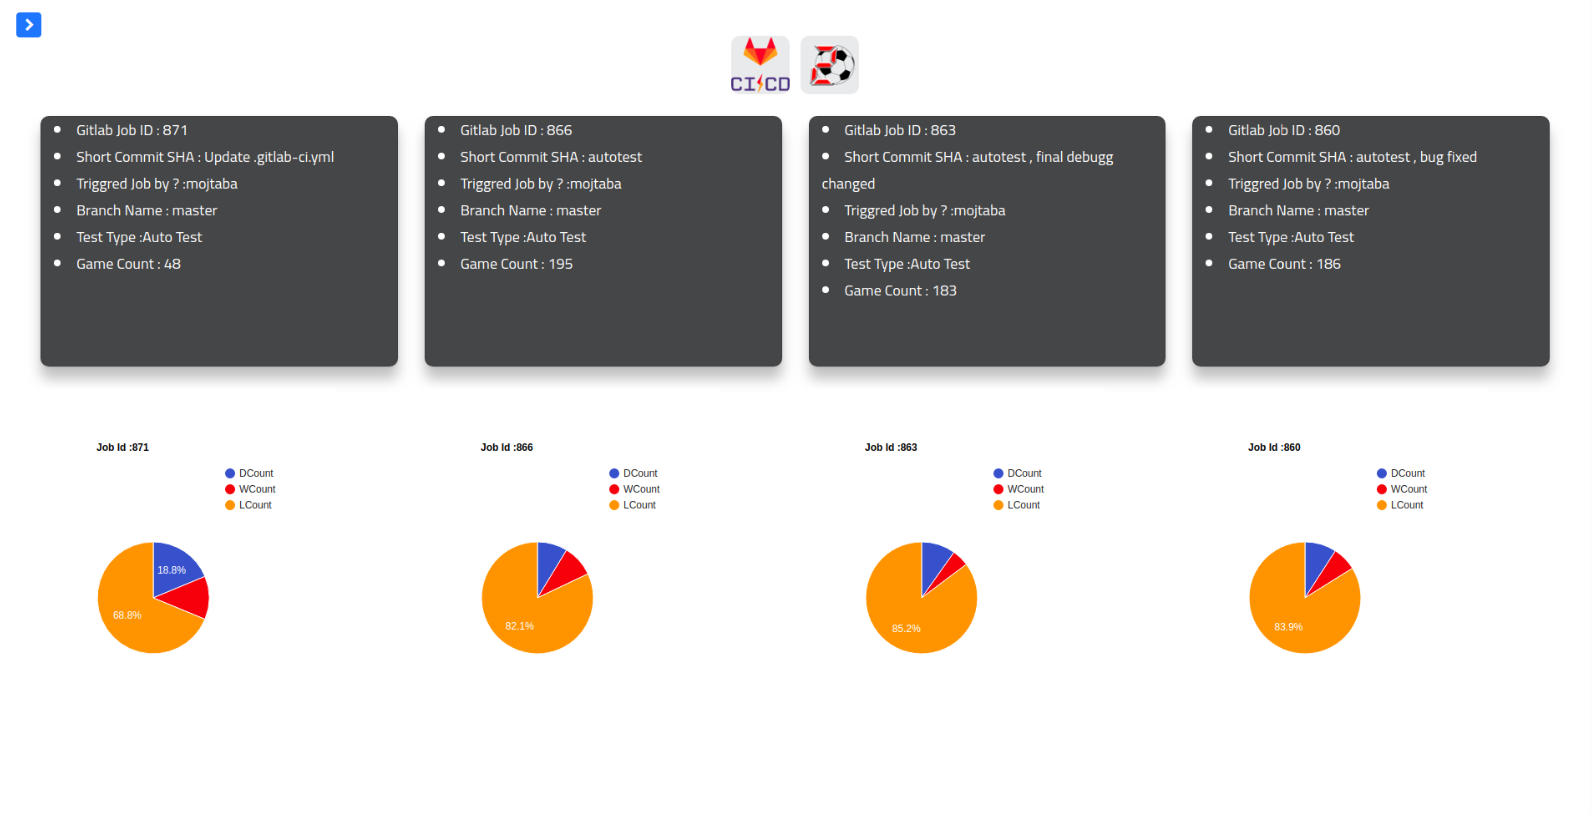 CI CD
2
Gitlab Job ID : 871
Short Commit SHA : Update .gitlab-ci.yml
Triggred Job by ? :mojtaba
Branch Name : master
Test Type :Auto Test
Game Count : 48
Gitlab Job ID : 866
Short Commit SHA : autotest
Triggred Job by ? :mojtaba
Branch Name : master
Test Type :Auto Test
Game Count : 195
Gitlab Job ID : 863
Short Commit SHA : autotest , final debugg
changed
Triggred Job by ? :mojtaba
Branch Name : master
Test Type :Auto Test
Game Count : 183
Gitlab Job ID : 860
Short Commit SHA : autotest , bug fixed
Triggred Job by ? :mojtaba
Branch Name : master
Test Type :Auto Test
Game Count : 186
Job Id :871
DCount
WCount
LCount
18.8%
68.8%
Job Id :866
DCount
WCount
LCount
82.1%
Job Id :863
DCount
WCount
LCount
85.2%
Job Id :860
DCount
WCount
LCount
83.9%